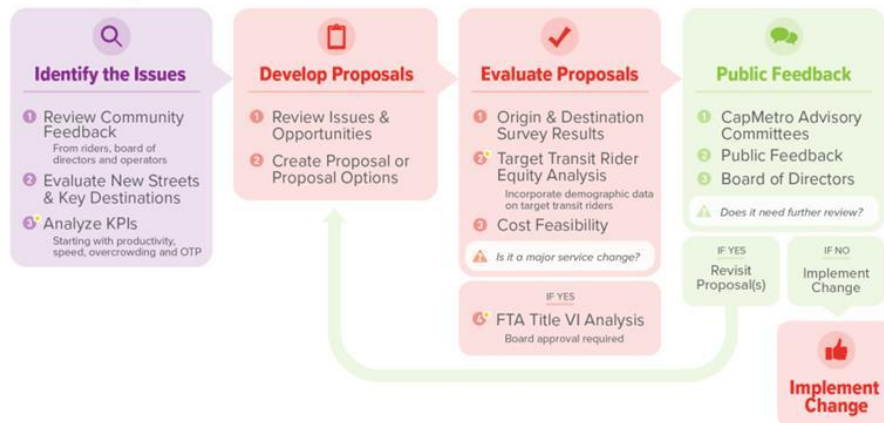 Identify the Issues
1 Review Community
Feedback
From riders, board of
directors and operators
2 Evaluate New Streets
& Key Destinations
3 Analyze KPIs
Starting with productivity,
speed, overcrowding and OTP
Develop Proposals
1 Review Issues &
Opportunities
2 Create Proposal or
Proposal Options
Evaluate Proposals
1 Origin & Destination
Survey Results
2 Target Transit Rider
Equity Analysis
Incorporate demographic data
on target transit riders
3 Cost Feasibility
Is it a major service change?
IF YES
4 FTA Title VI Analysis
Board approval required
Public Feedback
1 CapMetro Advisory
Committees
2 Public Feedback
3 Board of Directors
Does it need further review?
IF YES
Revisit
Proposal(s)
IF NO
Implement
Change
Implement
Change